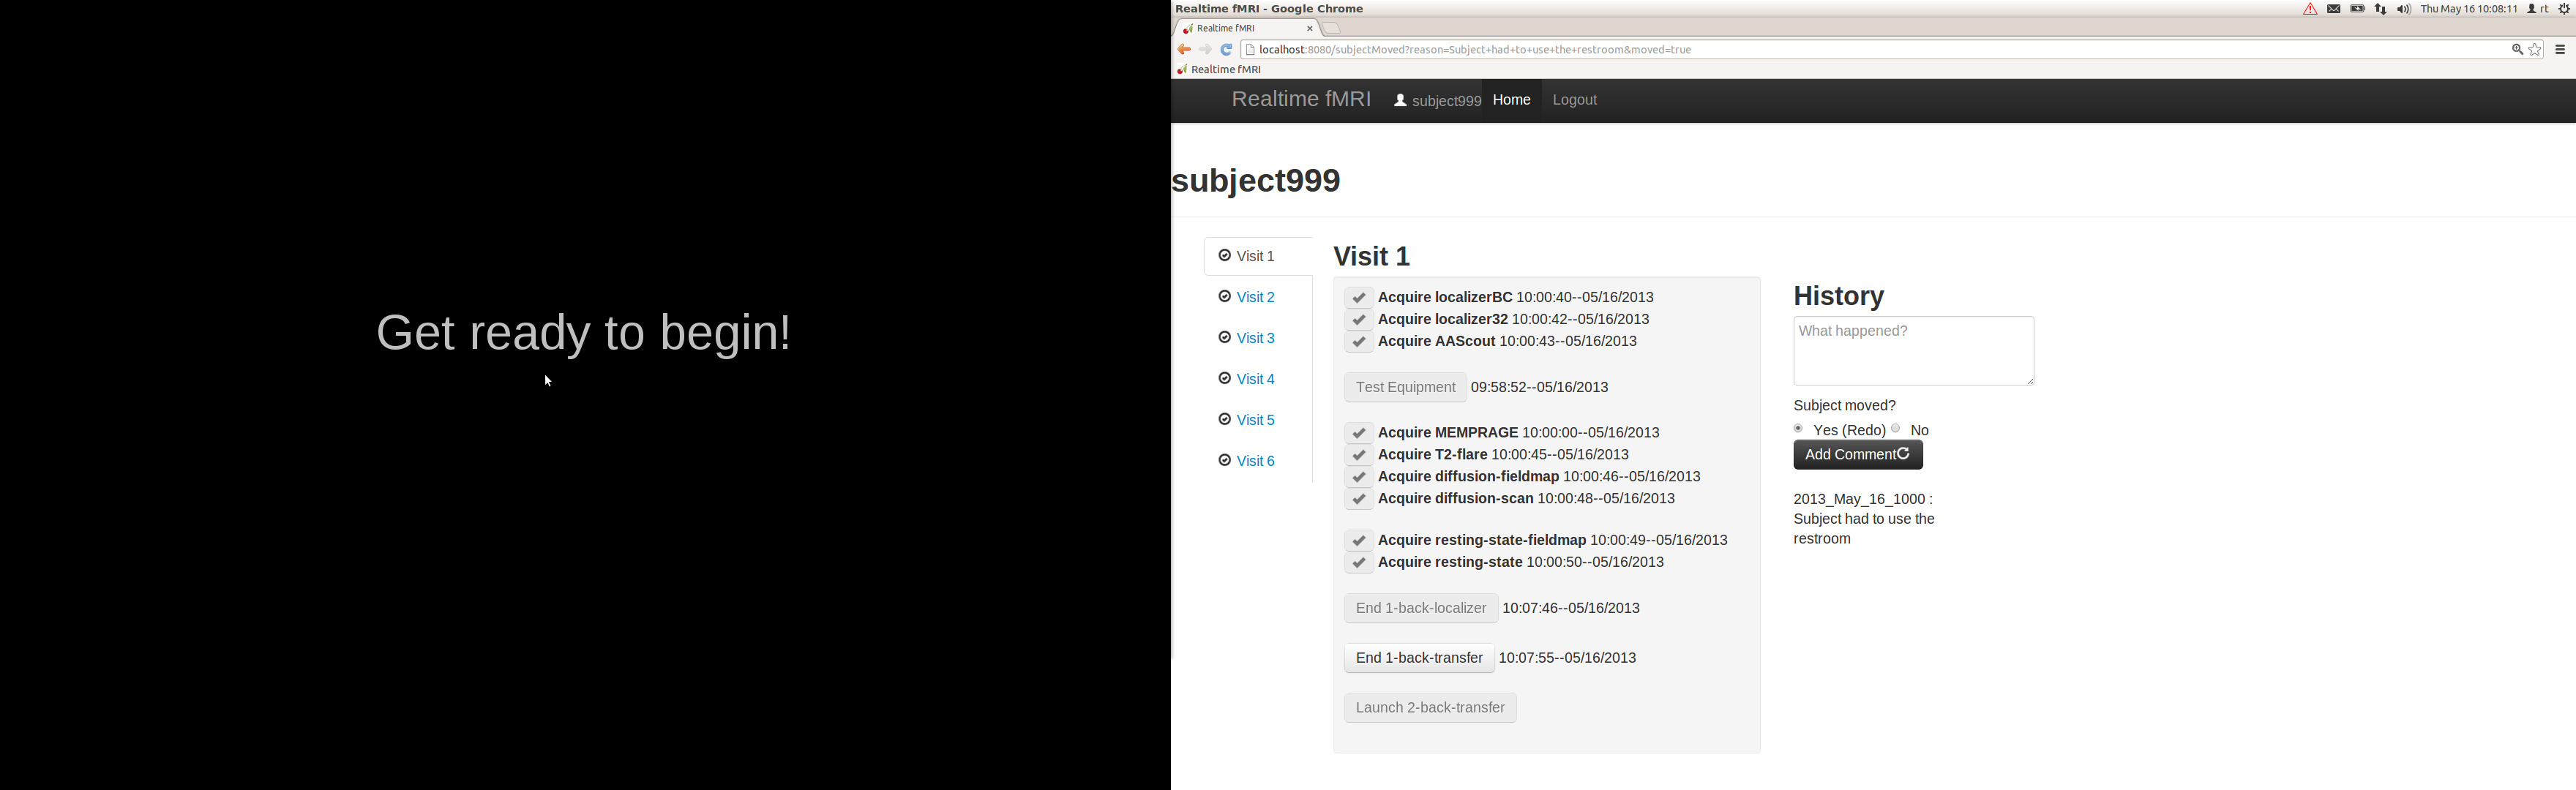 Get ready to begin!
Realtime fMRI - Google Chrome
Thu May 16 10:08:11 rt
Realtime fMRI
localhost:8080/subjectMoved?reason=Subject+had+to+use+the+restroom&moved=true
Realtime fMRI
Realtime fMRI subject999 Home Logout
subject999
Visit 1
Visit 2
Visit 3
Visit 4
Visit 5
Visit 6
Visit 1
Acquire localizerBC 10:00:40--05/16/2013
Acquire localizer32 10:00:42--05/16/2013
Acquire AAScout 10:00:43--05/16/2013
Test Equipment 09:58:52--05/16/2013
Acquire MEMPRAGE 10:00:00--05/16/2013
Acquire T2-flare 10:00:45--05/16/2013
Acquire diffusion-fieldmap 10:00:46--05/16/2013
Acquire diffusion-scan 10:00:48--05/16/2013
Acquire resting-state-fieldmap 10:00:49--05/16/2013
Acquire resting-state 10:00:50--05/16/2013
End 1-back-localizer 10:07:46--05/16/2013
End 1-back-transfer 10:07:55--05/16/2013
Launch 2-back-transfer
History
What happened?
Subject moved?
Yes (Redo) No
Add Comment
2013_May_16_1000 :
Subject had to use the
restroom